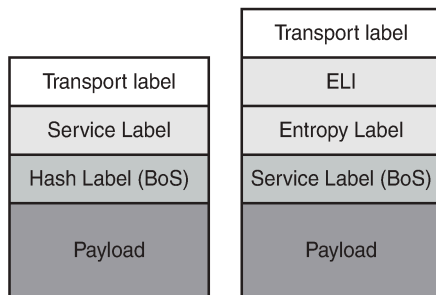 Transport label
Service Label
Hash Label (BoS)
Payload
Transport label
ELI
Entropy Label
Service Label (BoS)
Payload